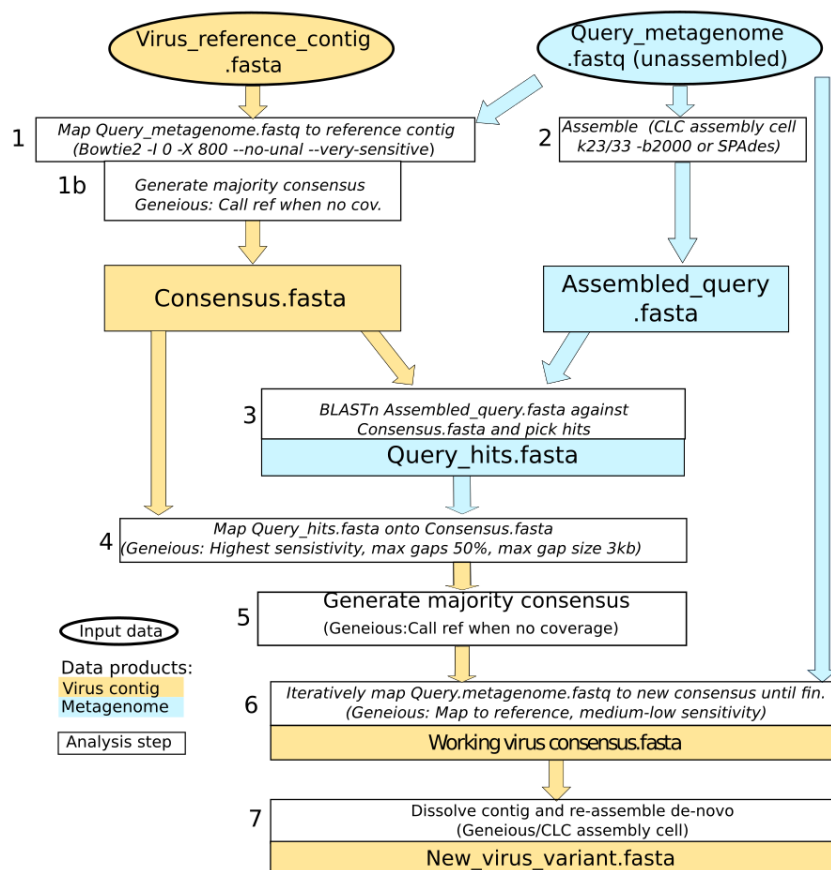 Virus_reference_contig
.fasta
Query_metagenome
.fastq (unassembled)
1
Map Query_metagenome.fastq to reference contig
(Bowtie2 -I 0 -X 800 --no-unal --very-sensitive)
2
Assemble (CLC assembly cell
k23/33 -b2000 or SPAdes)
1b
Generate majority consensus
Geneious: Call ref when no cov.
Consensus.fasta
Assembled_query
.fasta
3
BLASTn Assembled_query.fasta against
Consensus.fasta and pick hits
Query_hits.fasta
4
Map Query_hits.fasta onto Consensus.fasta
(Geneious: Highest sensistivity, max gaps 50%, max gap size 3kb)
5
Generate majority consensus
(Geneious:Call ref when no coverage)
Input data
Data products:
Virus contig
Metagenome
Analysis step
6
Iteratively map Query.metagenome.fastq to new consensus until fin.
(Geneious: Map to reference, medium-low sensitivity)
Working virus consensus.fasta
7
Dissolve contig and re-assemble de-novo
(Geneious/CLC assembly cell)
New_virus_variant.fasta